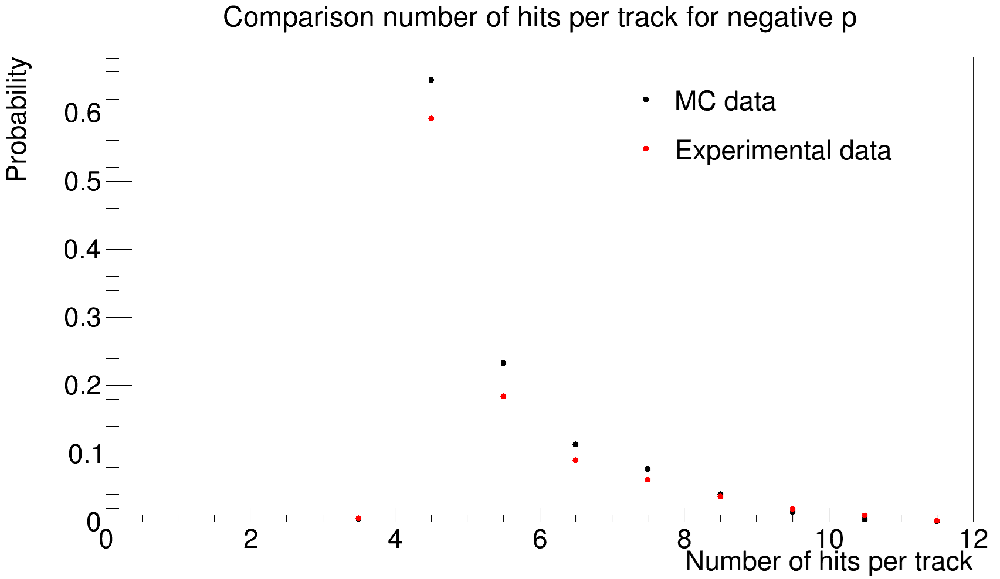 Comparison number of hits per track for negative p
Probability
MC data
Experimental data
0.6
0.5
0.4
0.3
0.2
0.1
0
0 2 4 6 8 10 12
Number of hits per track